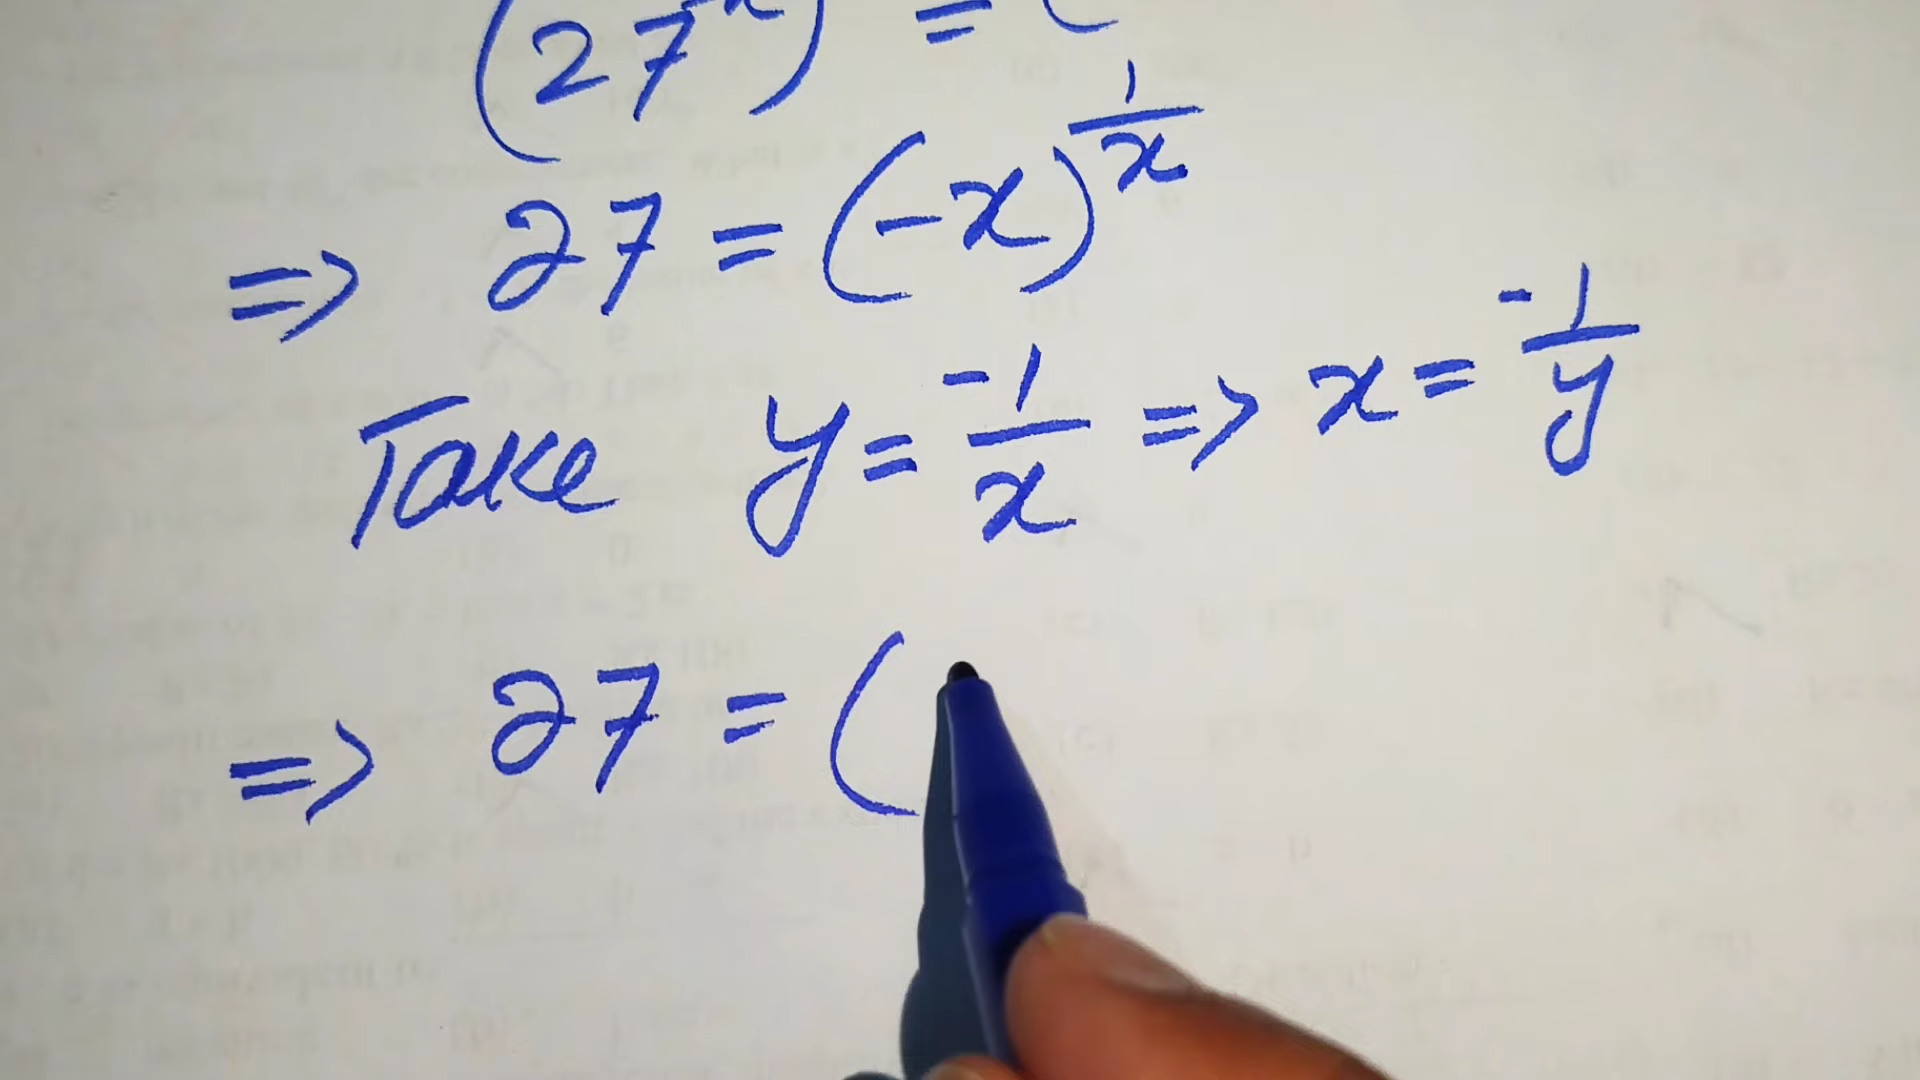 (27^x) = (
=> 27 = (-x)^(1/x)
Take y = -1/x => x = -1/y
=> 27 = (